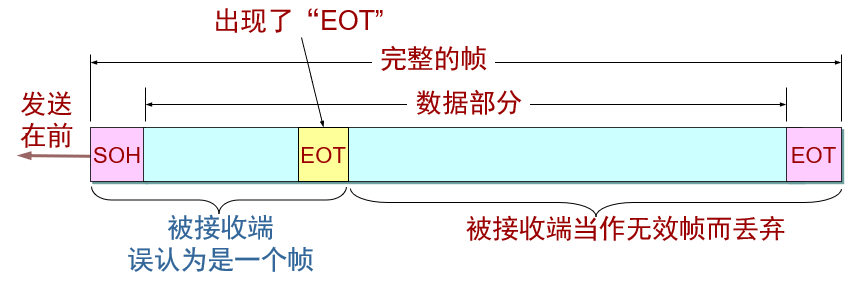 出现了“EOT”
完整的帧
数据部分
发送
在前
SOH
EOT
EOT
被接收端
误认为是一个帧
被接收端当作无效帧而丢弃